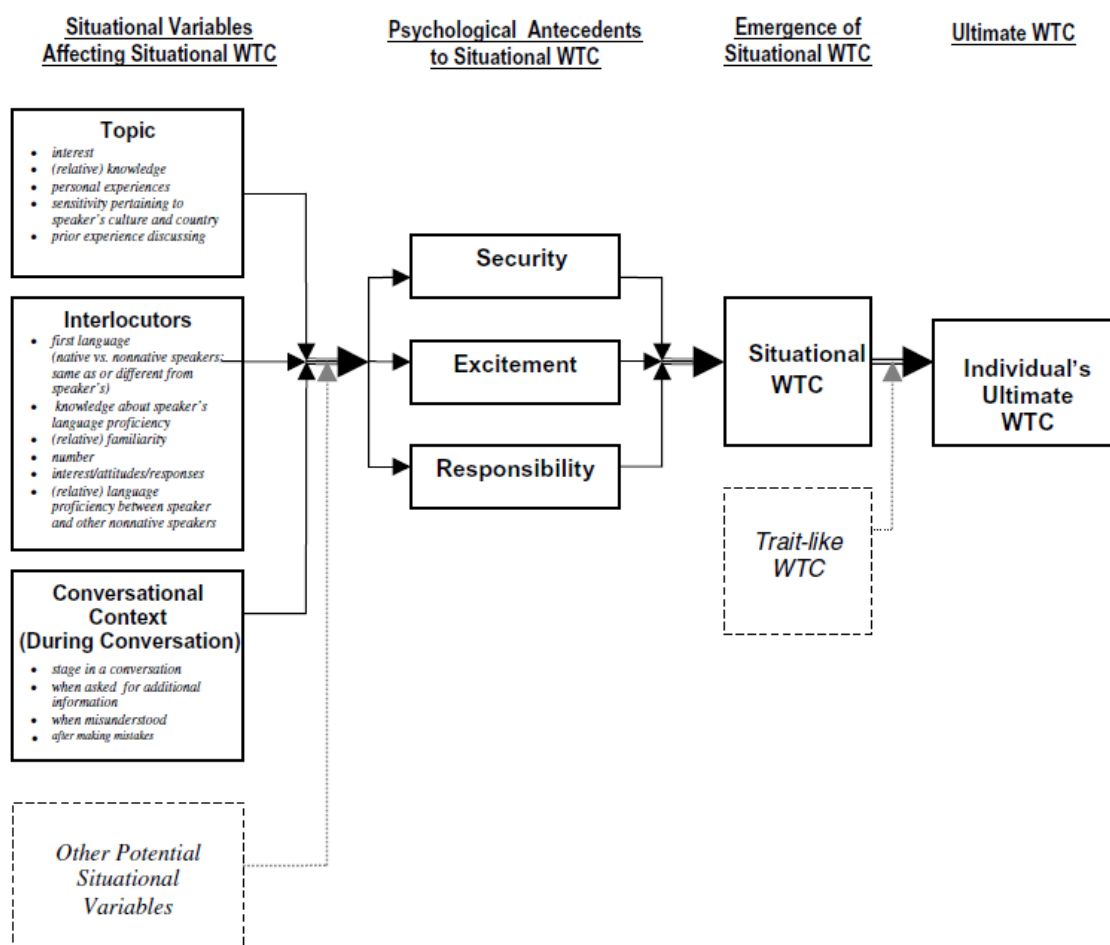 Situational Variables
Affecting Situational WTC
Psychological Antecedents
to Situational WTC
Emergence of
Situational WTC
Ultimate WTC
Topic
• interest
• (relative) knowledge
• personal experiences
• sensitivity pertaining to
speaker's culture and country
• prior experience discussing
Interlocutors
• first language
(native vs. nonnative speakers;
same as or different from
speaker's)
• knowledge about speaker's
language proficiency
• (relative) familiarity
• number
• interest/attitudes/responses
• (relative) language
proficiency between speaker
and other nonnative speakers
Conversational
Context
(During Conversation)
• stage in a conversation
• when asked for additional
information
• when misunderstood
• after making mistakes
Other Potential
Situational
Variables
Security
Excitement
Responsibility
Situational
WTC
Trait-like
WTC
Individual's
Ultimate
WTC